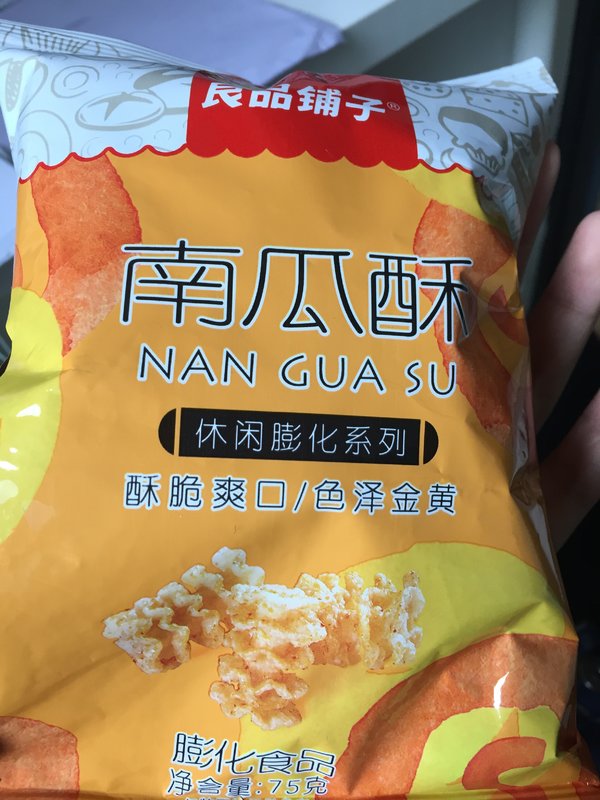 良品铺子®
南瓜酥
NAN GUA SU
休闲膨化系列
酥脆爽口/色泽金黄
膨化食品
净含量:75克